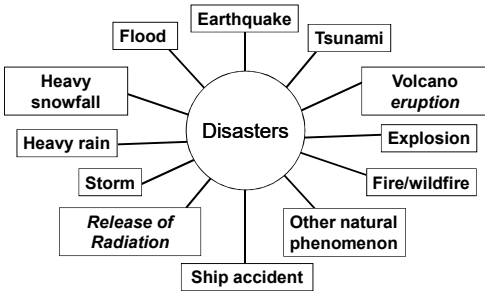 Earthquake
Flood
Tsunami
Heavy
snowfall
Volcano
eruption
Disasters
Heavy rain
Explosion
Storm
Fire/wildfire
Release of
Radiation
Other natural
phenomenon
Ship accident